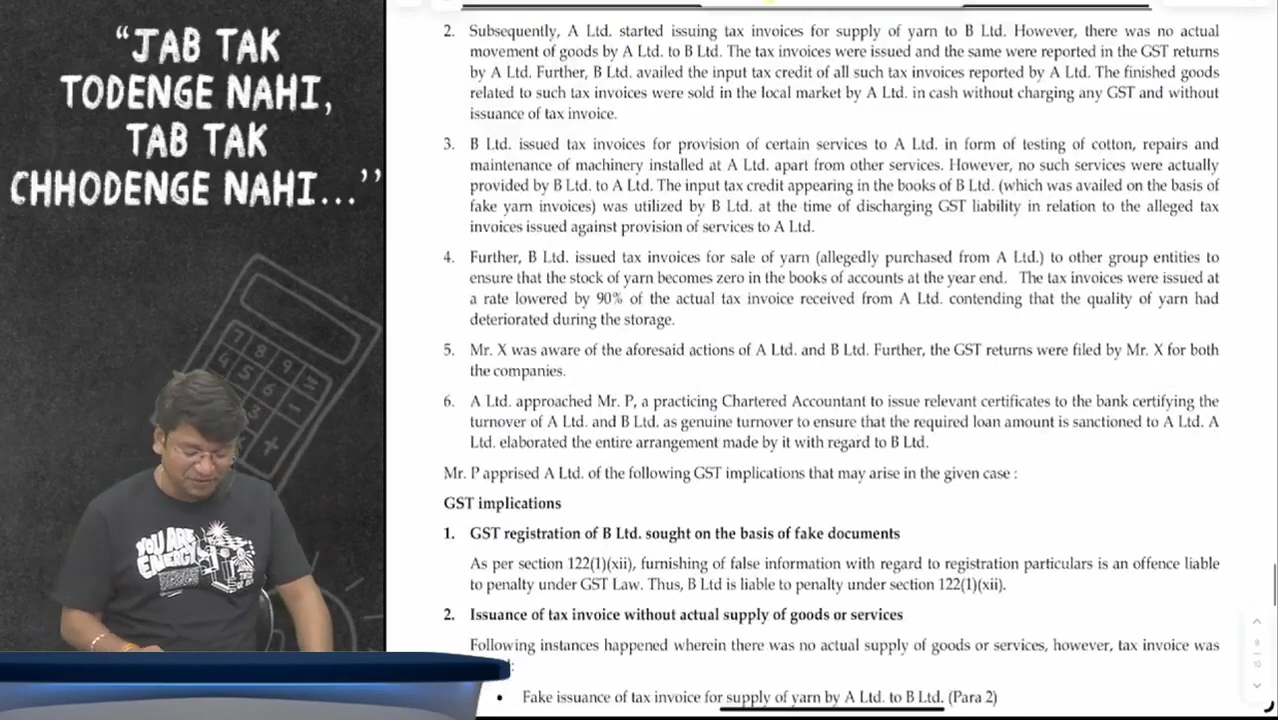 “JAB TAK
TODENGE NAHI,
TAB TAK
CHHODENGE NAHI...’’
2. Subsequently, A Ltd. started issuing tax invoices for supply of yarn to B Ltd. However, there was no actual
movement of goods by A Ltd. to B Ltd. The tax invoices were issued and the same were reported in the GST returns
by A Ltd. Further, B Ltd. availed the input tax credit of all such tax invoices reported by A Ltd. The finished goods
related to such tax invoices were sold in the local market by A Ltd. in cash without charging any GST and without
issuance of tax invoice.
3. B Ltd. issued tax invoices for provision of certain services to A Ltd. in form of testing of cotton, repairs and
maintenance of machinery installed at A Ltd. apart from other services. However, no such services were actually
provided by B Ltd. to A Ltd. The input tax credit appearing in the books of B Ltd. (which was availed on the basis of
fake yarn invoices) was utilized by B Ltd. at the time of discharging GST liability in relation to the alleged tax
invoices issued against provision of services to A Ltd.
4. Further, B Ltd. issued tax invoices for sale of yarn (allegedly purchased from A Ltd.) to other group entities to
ensure that the stock of yarn becomes zero in the books of accounts at the year end. The tax invoices were issued at
a rate lowered by 90% of the actual tax invoice received from A Ltd. contending that the quality of yarn had
deteriorated during the storage.
5. Mr. X was aware of the aforesaid actions of A Ltd. and B Ltd. Further, the GST returns were filed by Mr. X for both
the companies.
6. A Ltd. approached Mr. P, a practicing Chartered Accountant to issue relevant certificates to the bank certifying the
turnover of A Ltd. and B Ltd. as genuine turnover to ensure that the required loan amount is sanctioned to A Ltd. A
Ltd. elaborated the entire arrangement made by it with regard to B Ltd.
Mr. P apprised A Ltd. of the following GST implications that may arise in the given case :
GST implications
1. GST registration of B Ltd. sought on the basis of fake documents
As per section 122(1)(xii), furnishing of false information with regard to registration particulars is an offence liable
to penalty under GST Law. Thus, B Ltd is liable to penalty under section 122(1)(xii).
2. Issuance of tax invoice without actual supply of goods or services
Following instances happened wherein there was no actual supply of goods or services, however, tax invoice was
• Fake issuance of tax invoice for supply of yarn by A Ltd. to B Ltd. (Para 2)
YOU ARE
ENERGY